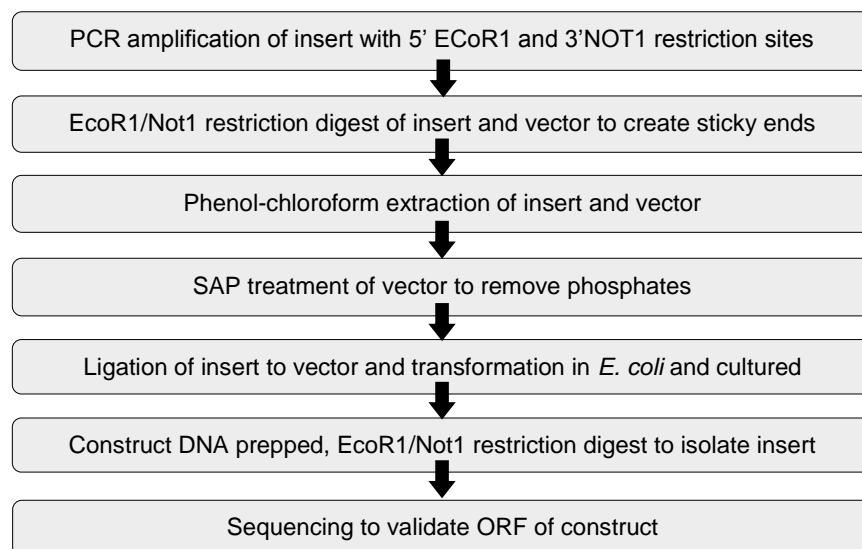 PCR amplification of insert with 5' ECoR1 and 3'NOT1 restriction sites
EcoR1/Not1 restriction digest of insert and vector to create sticky ends
Phenol-chloroform extraction of insert and vector
SAP treatment of vector to remove phosphates
Ligation of insert to vector and transformation in E. coli and cultured
Construct DNA prepped, EcoR1/Not1 restriction digest to isolate insert
Sequencing to validate ORF of construct